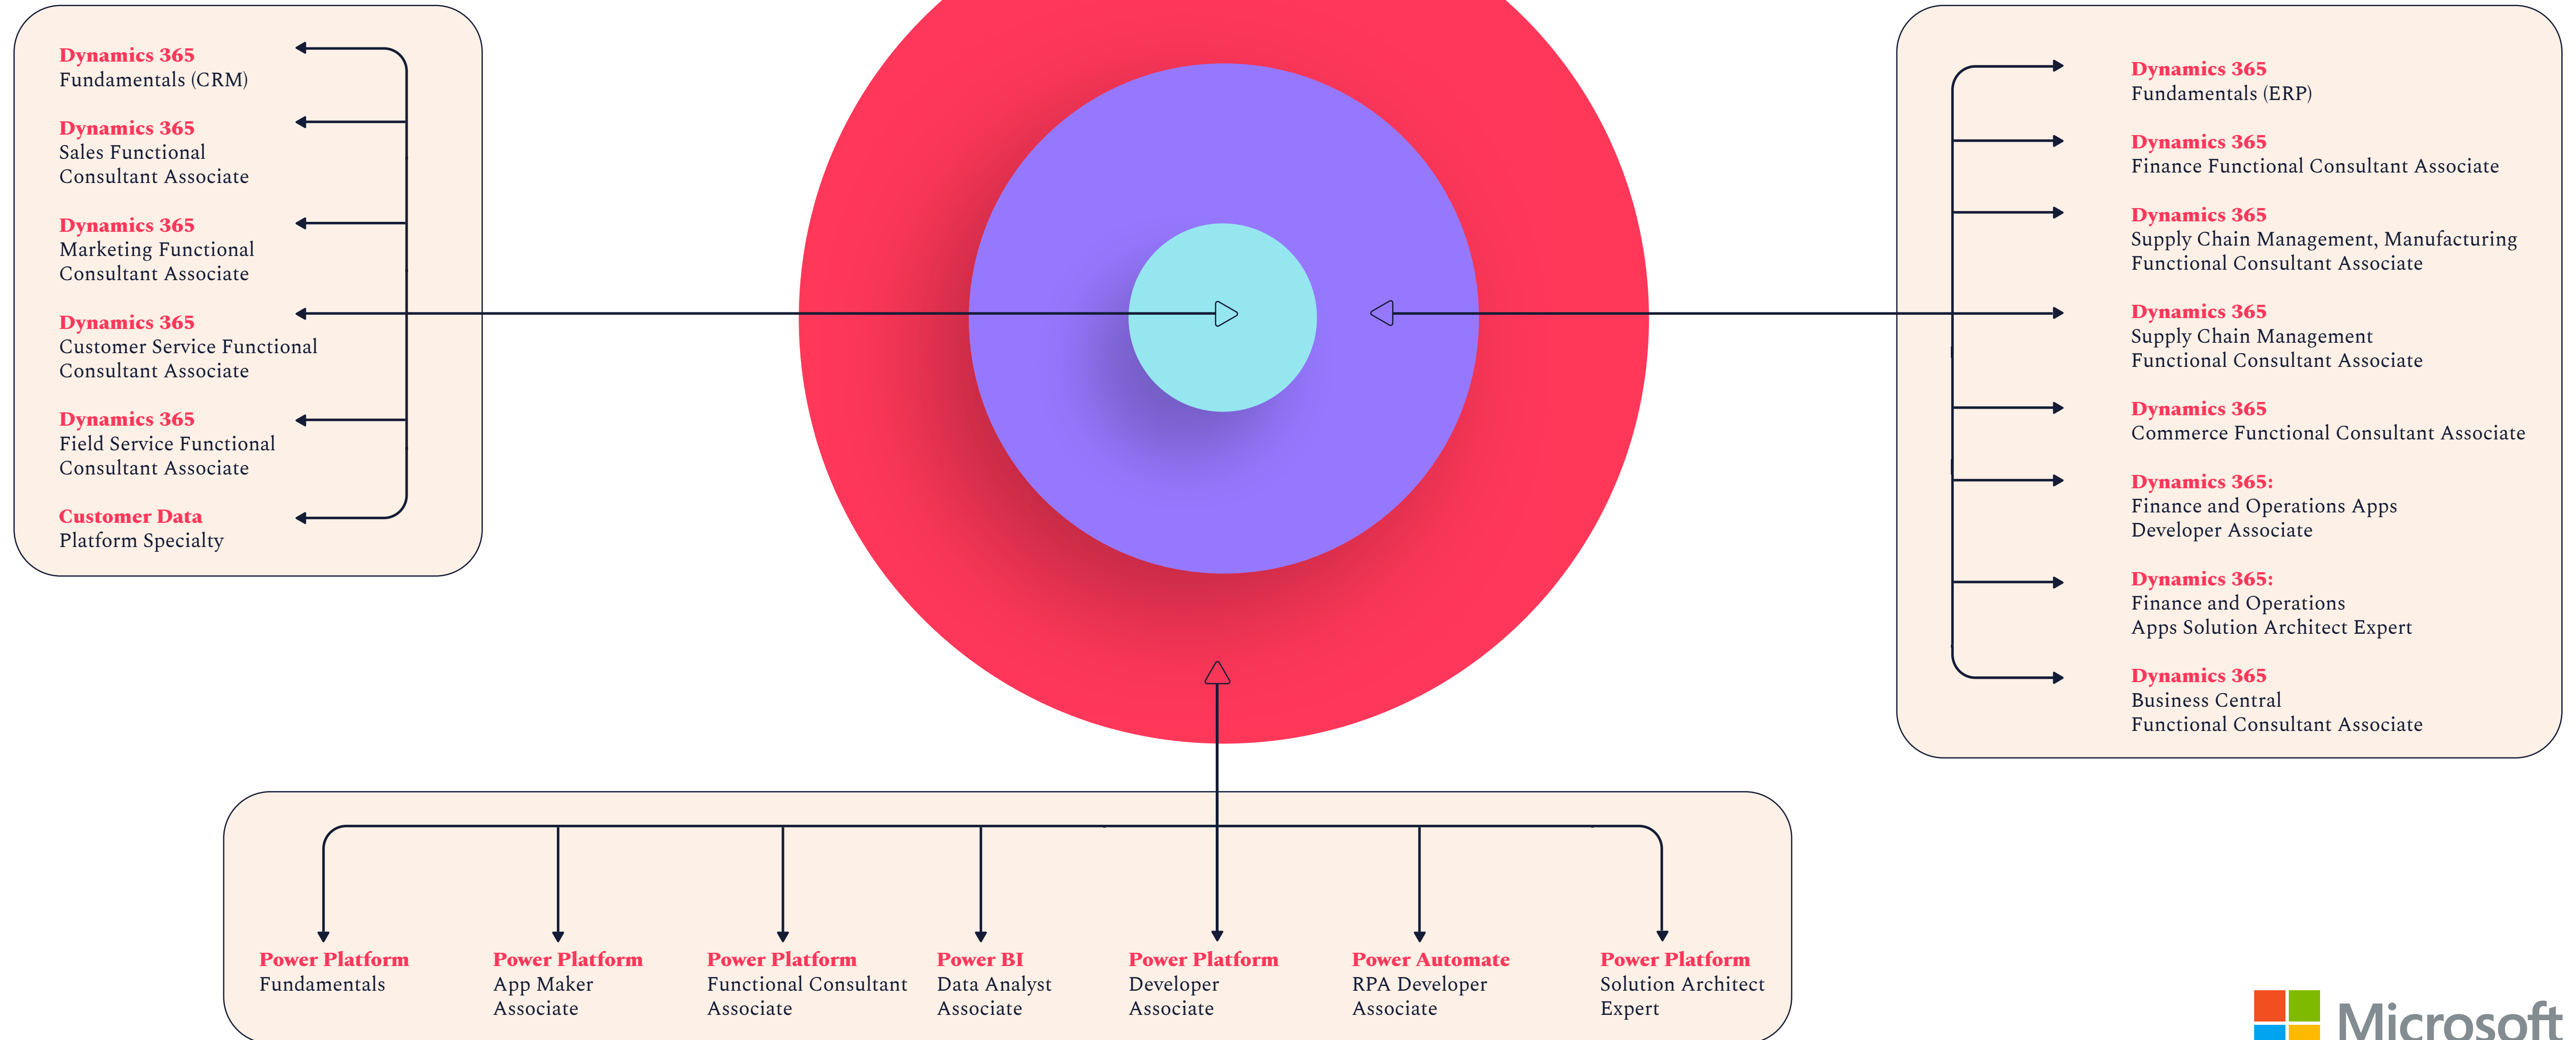 Dynamics 365
Fundamentals (CRM)
Dynamics 365
Sales Functional
Consultant Associate
Dynamics 365
Marketing Functional
Consultant Associate
Dynamics 365
Customer Service Functional
Consultant Associate
Dynamics 365
Field Service Functional
Consultant Associate
Customer Data
Platform Specialty
Dynamics 365
Fundamentals (ERP)
Dynamics 365
Finance Functional Consultant Associate
Dynamics 365
Supply Chain Management, Manufacturing
Functional Consultant Associate
Dynamics 365
Supply Chain Management
Functional Consultant Associate
Dynamics 365
Commerce Functional Consultant Associate
Dynamics 365:
Finance and Operations Apps
Developer Associate
Dynamics 365:
Finance and Operations
Apps Solution Architect Expert
Dynamics 365
Business Central
Functional Consultant Associate
Power Platform
Fundamentals
Power Platform
App Maker
Associate
Power Platform
Functional Consultant
Associate
Power BI
Data Analyst
Associate
Power Platform
Developer
Associate
Power Automate
RPA Developer
Associate
Power Platform
Solution Architect
Expert
Microsoft